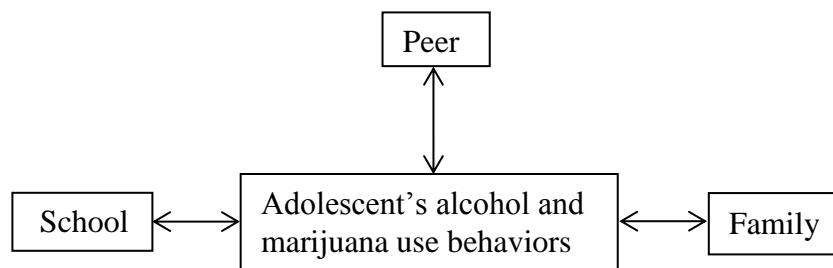 Peer
School
Adolescent’s alcohol and
marijuana use behaviors
Family